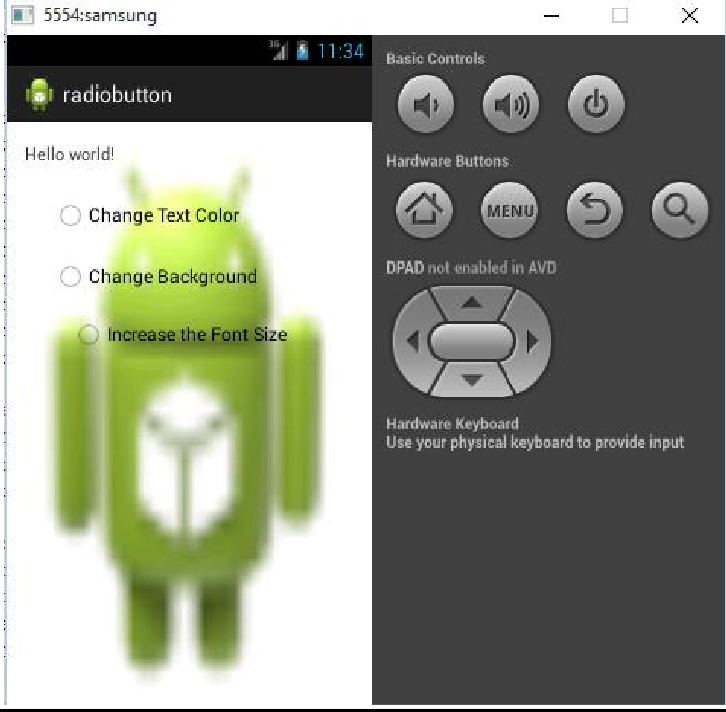 5554:samsung
3G 11:34
radiobutton
Hello world!
Change Text Color
Change Background
Increase the Font Size
Basic Controls
Hardware Buttons
MENU
DPAD not enabled in AVD
Hardware Keyboard
Use your physical keyboard to provide input